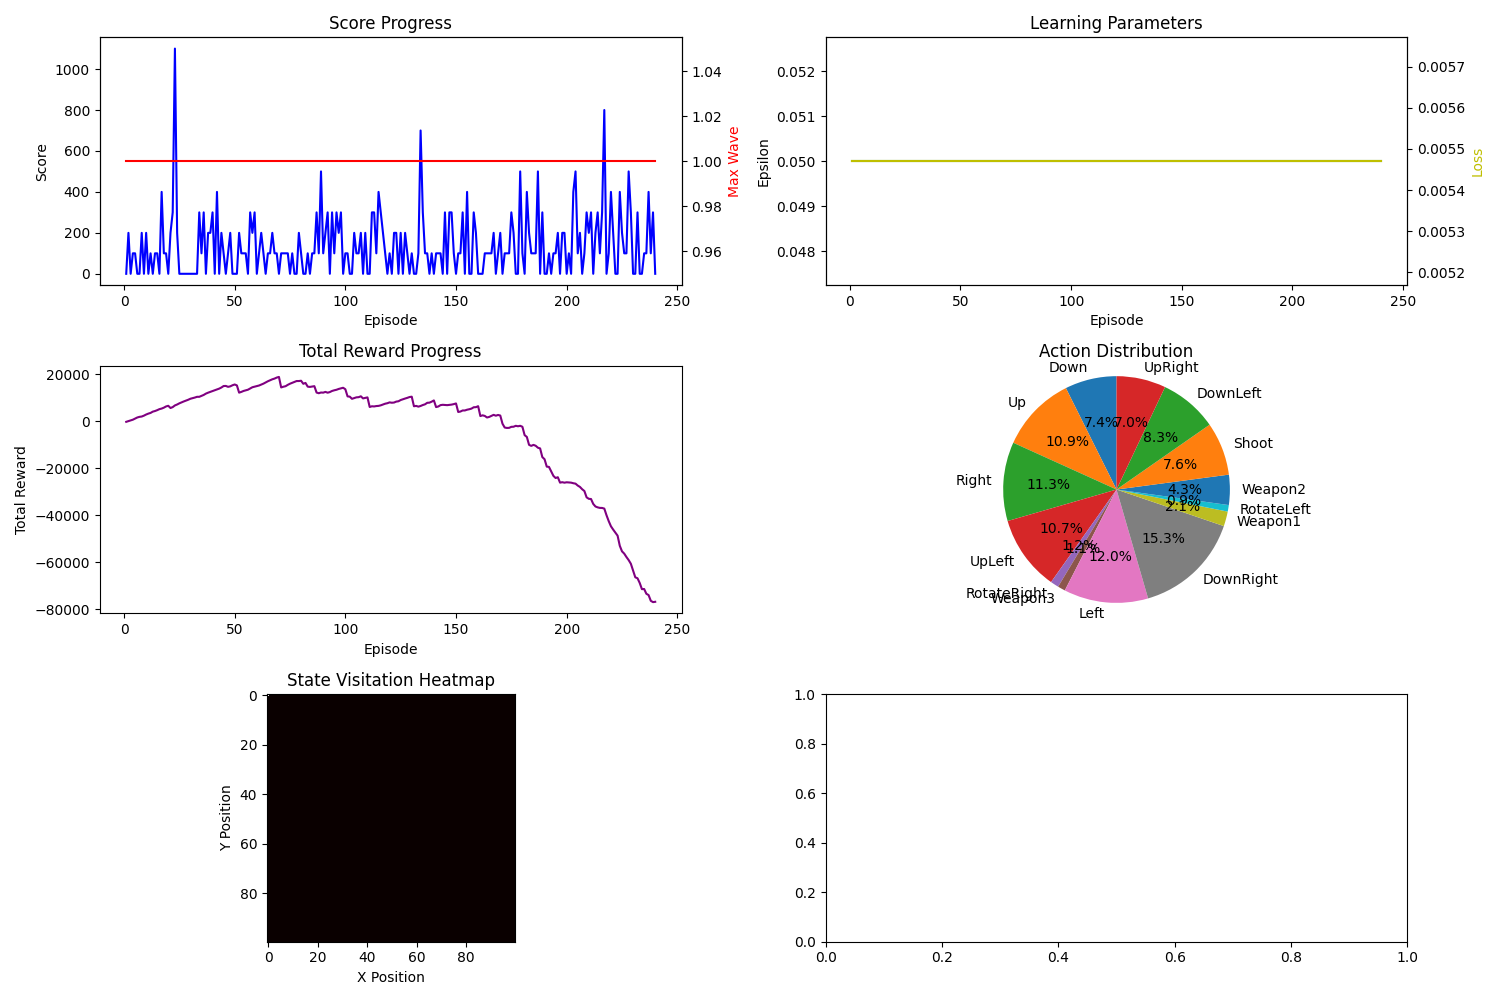 Score Progress
1000
800
600
400
200
0
Score
1.04
1.02
1.00
0.98
0.96
Max Wave
0 50 100 150 200 250
Episode
Learning Parameters
0.052
0.051
0.050
0.049
0.048
Epsilon
0.0057
0.0056
0.0055
0.0054
0.0053
0.0052
Loss
0 50 100 150 200 250
Episode
Total Reward Progress
20000
0
−20000
−40000
−60000
−80000
Total Reward
0 50 100 150 200 250
Episode
Action Distribution
Down
7.4%
UpRight
7.0%
Up
10.9%
DownLeft
8.3%
Shoot
7.6%
Right
11.3%
Weapon2
4.3%
RotateLeft
0.9%
Weapon1
2.1%
UpLeft
10.7%
RotateRight
1.2%
Weapon3
1.1%
Left
12.0%
DownRight
15.3%
State Visitation Heatmap
0
20
40
60
80
Y Position
0 20 40 60 80
X Position
1.0
0.8
0.6
0.4
0.2
0.0
0.0 0.2 0.4 0.6 0.8 1.0